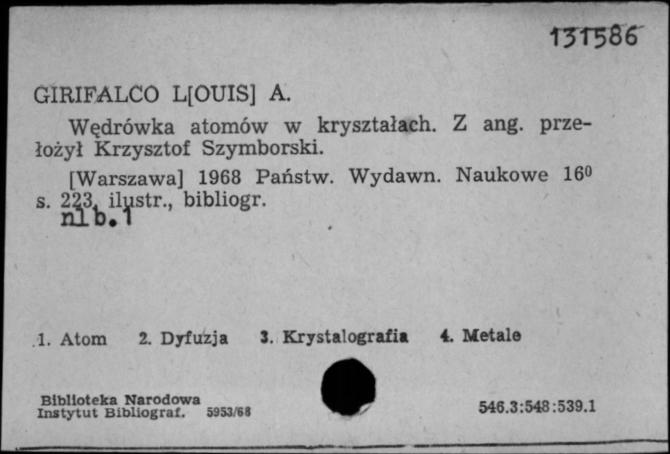 131586
GIRIFALCO L[OUIS] A.
Wędrówka atomów w kryształach. Z ang. prze-
łożył Krzysztof Szymborski.
[Warszawa] 1968 Państw. Wydawn. Naukowe 16⁰
s. 223, ilustr., bibliogr.
nlb.1
1. Atom 2. Dyfuzja 3. Krystalografia 4. Metale
Biblioteka Narodowa
Instytut Bibliograf. 5953/68
546.3:548:539.1